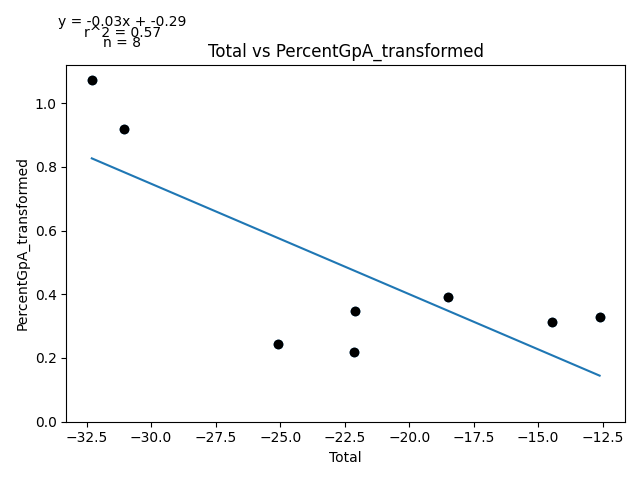 y = -0.03x + -0.29
r^2 = 0.57
n = 8
Total vs PercentGpA_transformed
PercentGpA_transformed
1.0
0.8
0.6
0.4
0.2
0.0
−32.5 −30.0 −27.5 −25.0 −22.5 −20.0 −17.5 −15.0 −12.5
Total